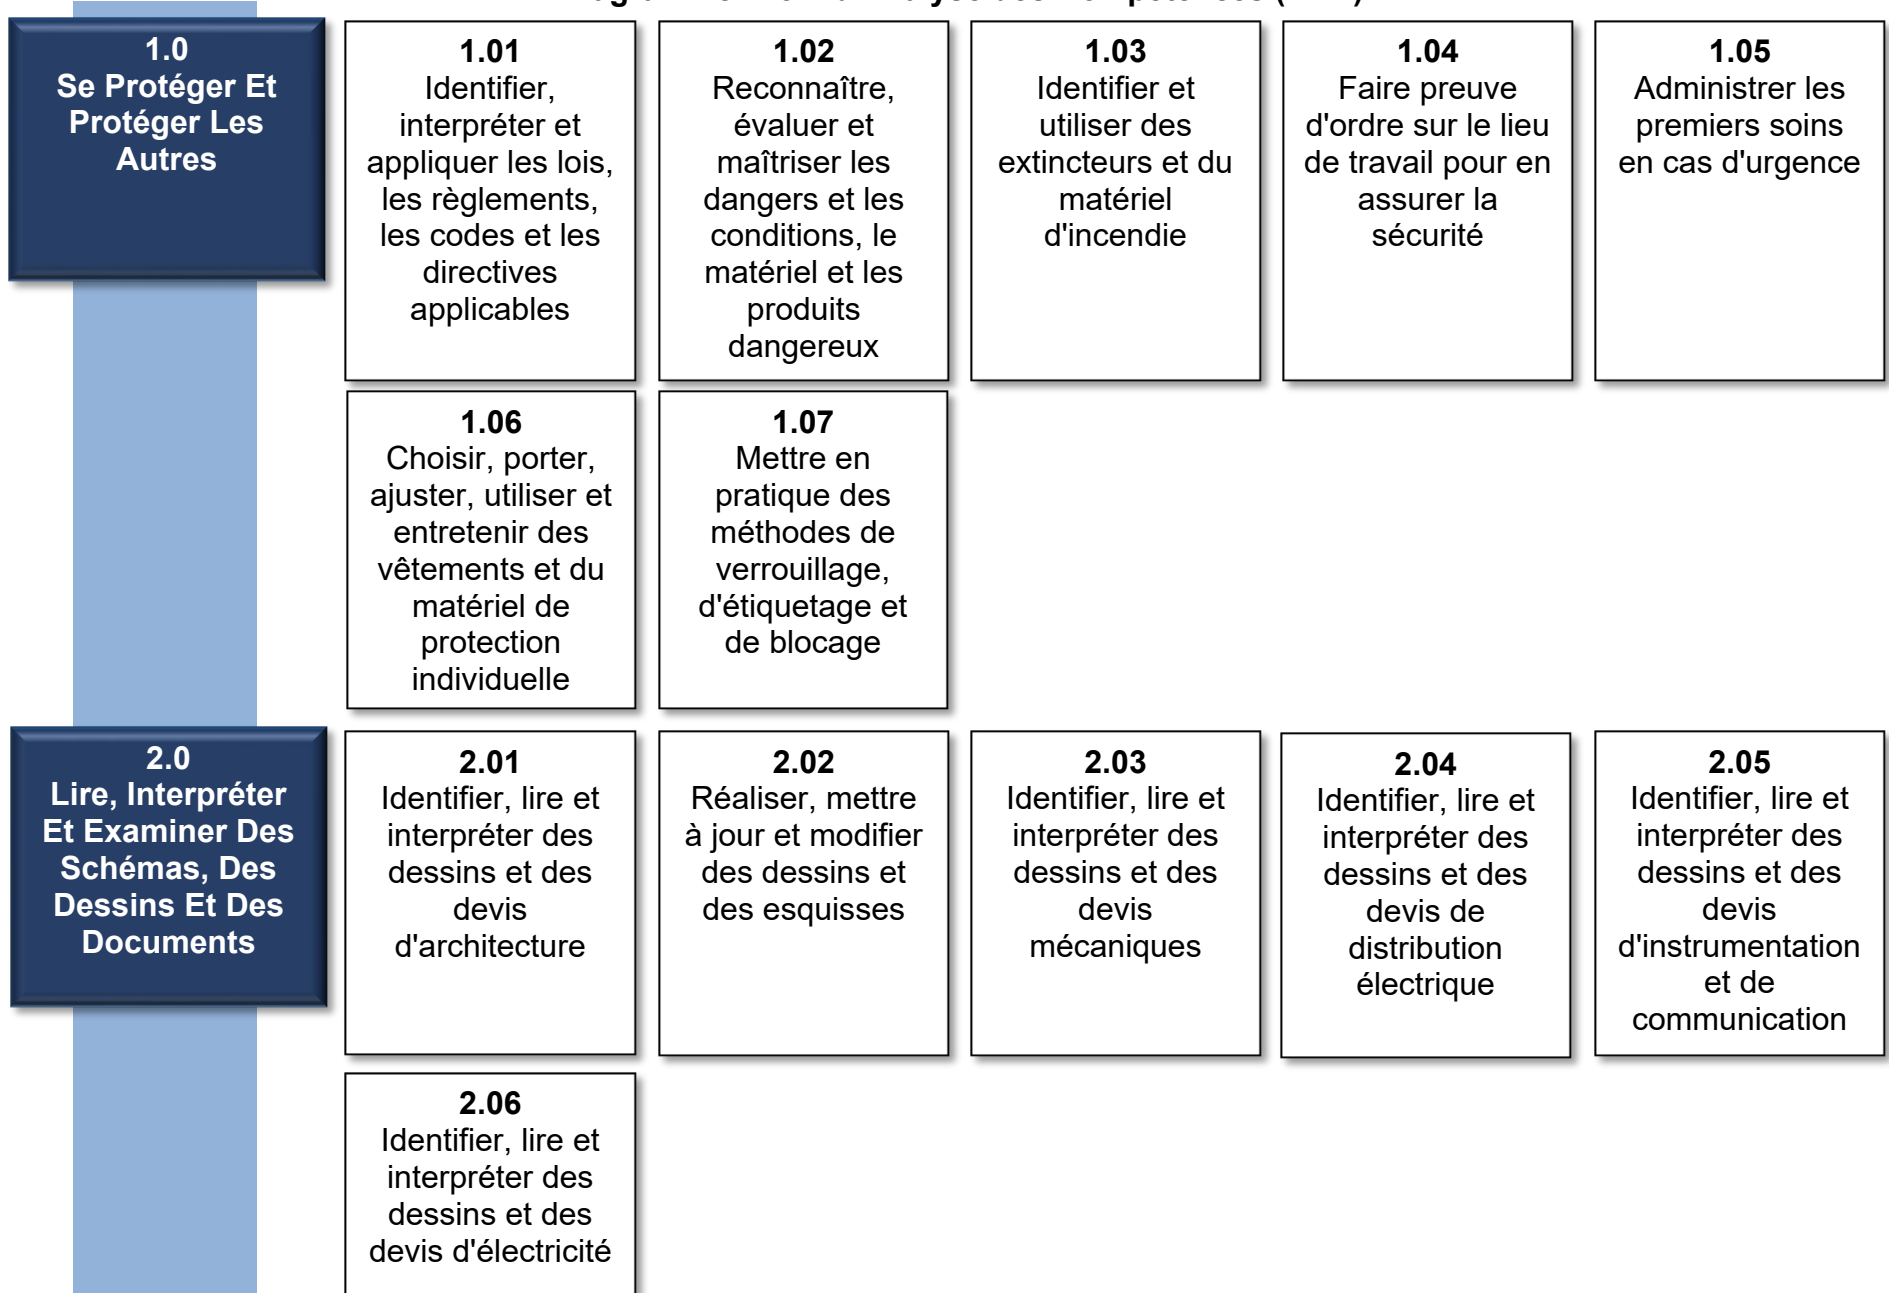 1.0
Se Protéger Et
Protéger Les
Autres
1.01
Identifier,
interpréter et
appliquer les lois,
les règlements,
les codes et les
directives
applicables
1.02
Reconnaître,
évaluer et
maîtriser les
dangers et les
conditions, le
matériel et les
produits
dangereux
1.03
Identifier et
utiliser des
extincteurs et du
matériel
d'incendie
1.04
Faire preuve
d'ordre sur le lieu
de travail pour en
assurer la
sécurité
1.05
Administrer les
premiers soins
en cas d'urgence
1.06
Choisir, porter,
ajuster, utiliser et
entretenir des
vêtements et du
matériel de
protection
individuelle
1.07
Mettre en
pratique des
méthodes de
verrouillage,
d'étiquetage et
de blocage
2.0
Lire, Interpréter
Et Examiner Des
Schémas, Des
Dessins Et Des
Documents
2.01
Identifier, lire et
interpréter des
dessins et des
devis
d'architecture
2.02
Réaliser, mettre
à jour et modifier
des dessins et
des esquisses
2.03
Identifier, lire et
interpréter des
dessins et des
devis
mécaniques
2.04
Identifier, lire et
interpréter des
dessins et des
devis de
distribution
électrique
2.05
Identifier, lire et
interpréter des
dessins et des
devis
d'instrumentation
et de
communication
2.06
Identifier, lire et
interpréter des
dessins et des
devis d'électricité